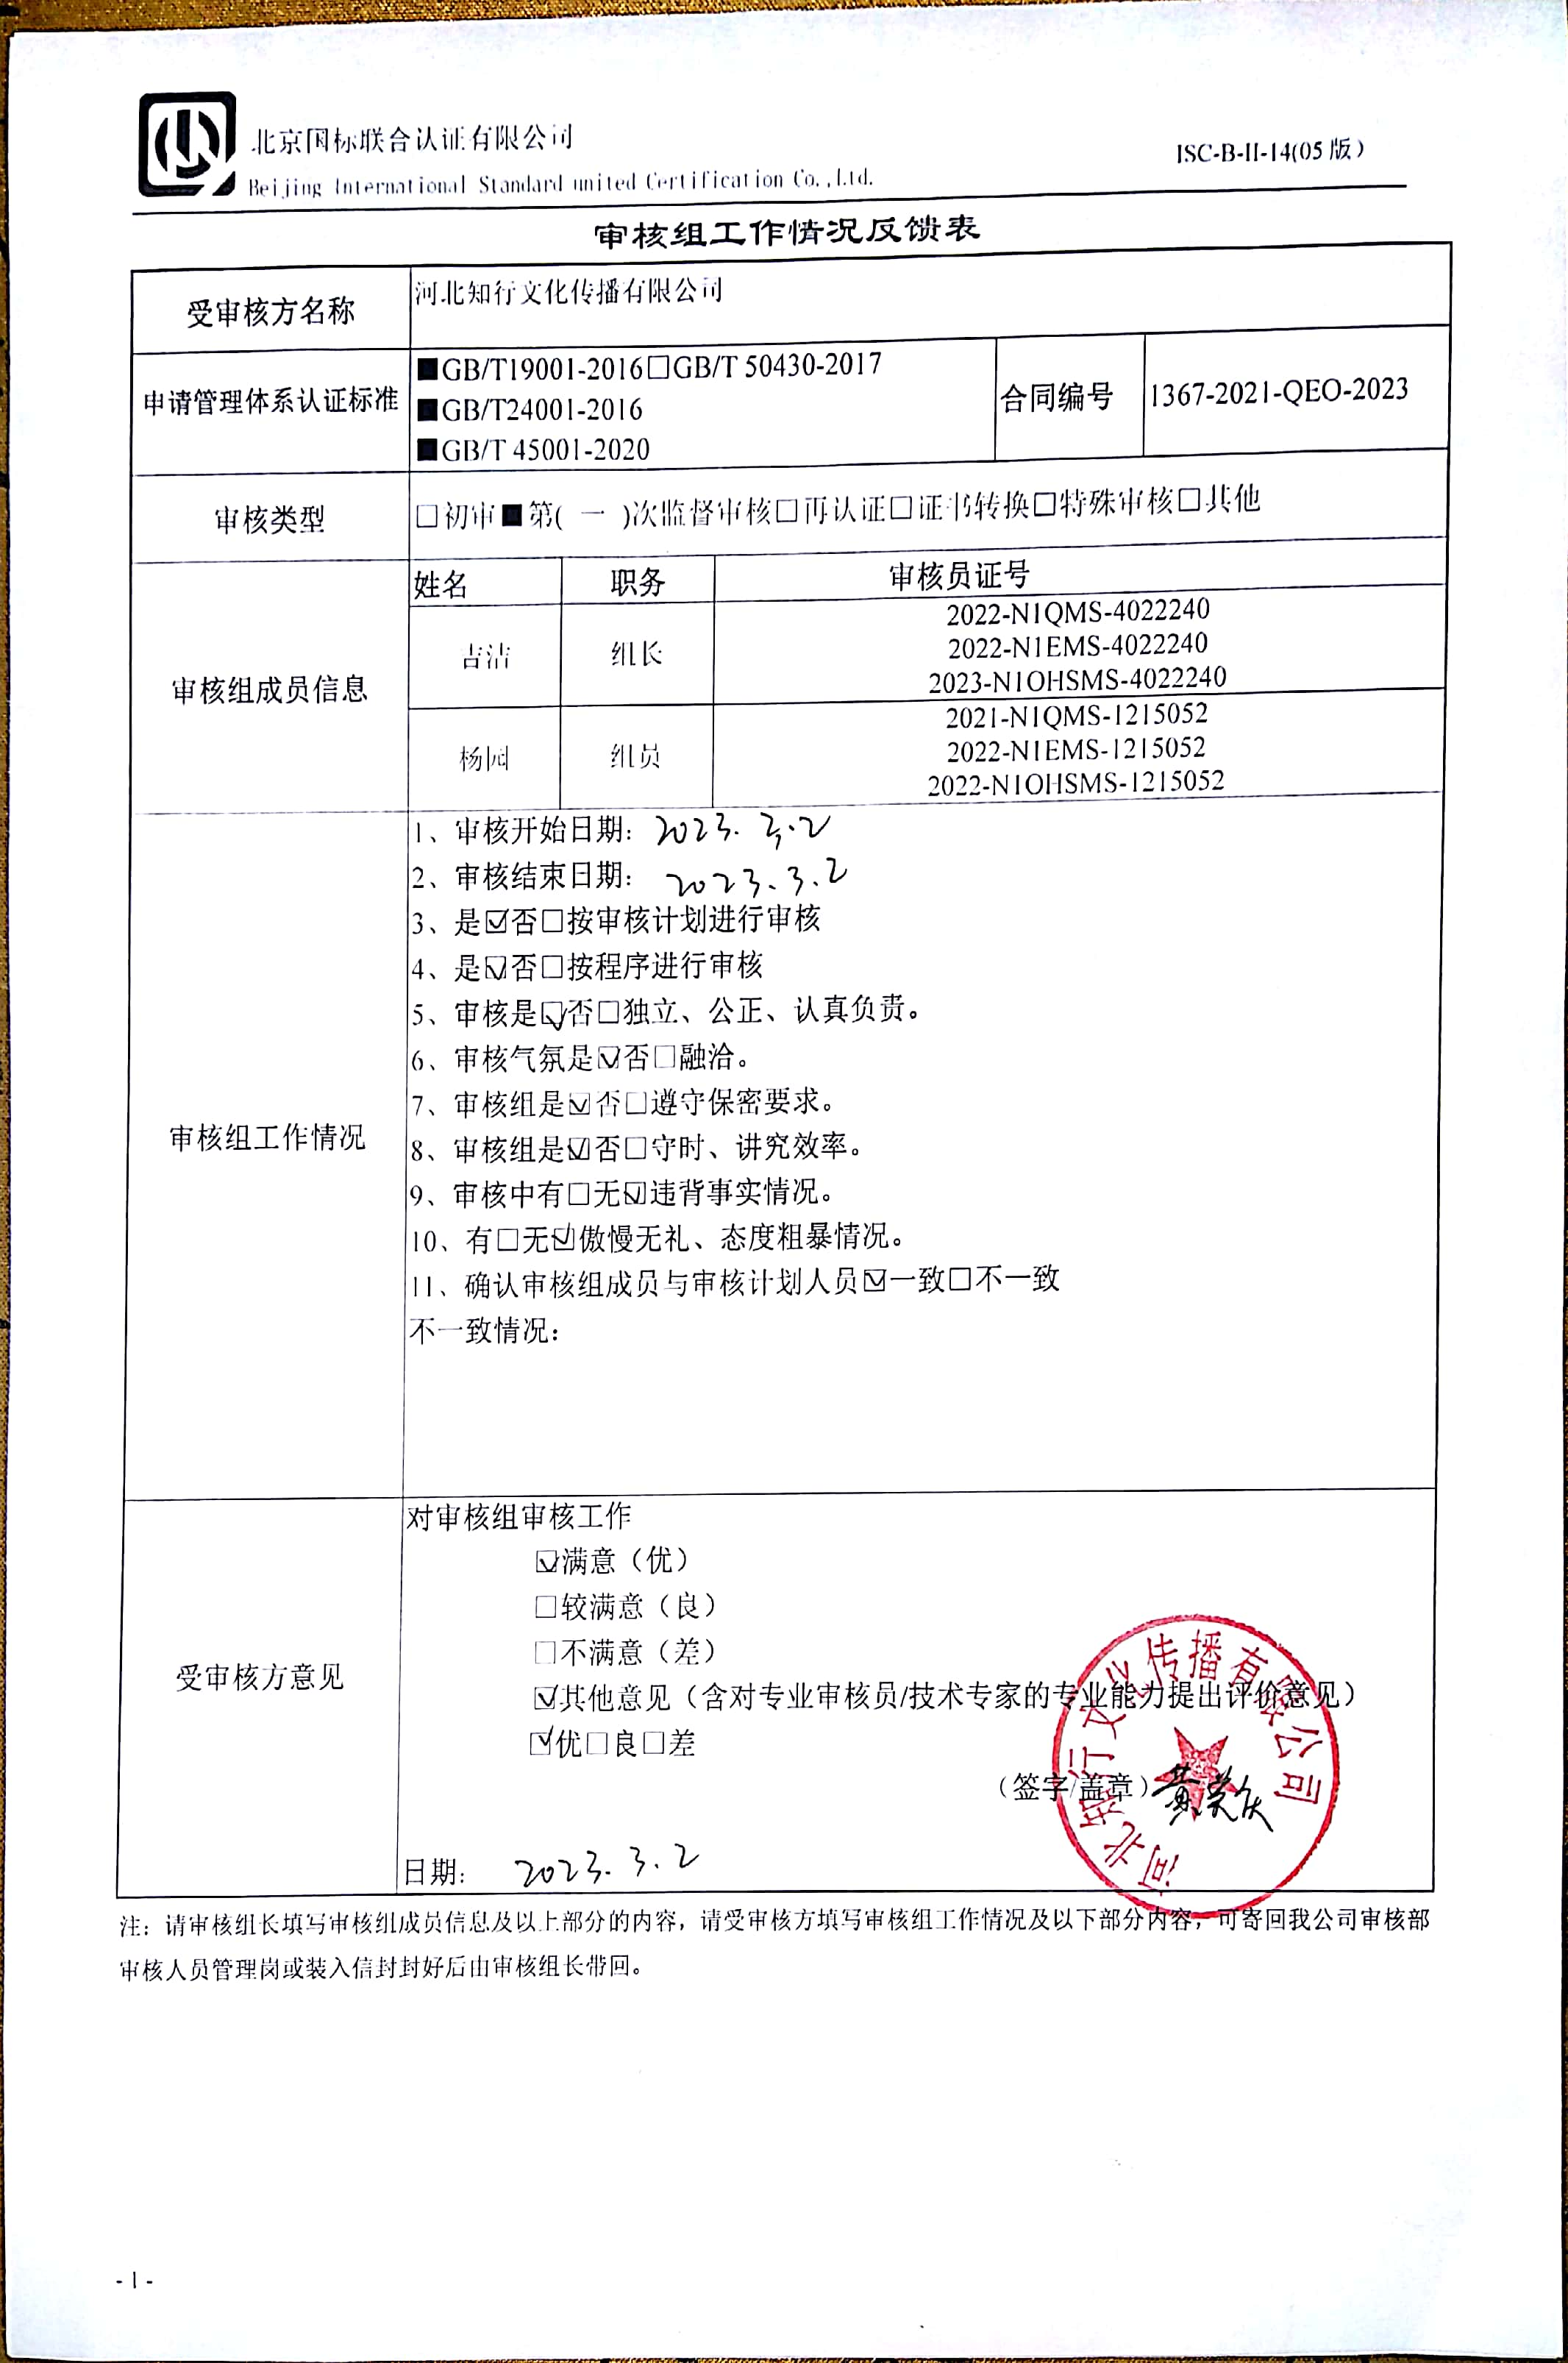 北京国标联合认证有限公司
Beijing International Standard united Certification Co.,Ltd.
ISC-B-II-14(05版)
审核组工作情况反馈表
受审核方名称
河北知行文化传播有限公司
申请管理体系认证标准
■GB/T19001-2016□GB/T 50430-2017
■GB/T24001-2016
■GB/T 45001-2020
合同编号
1367-2021-QEO-2023
审核类型
□初审■第( 一 )次监督审核□再认证□证书转换□特殊审核□其他
审核组成员信息
姓名 职务 审核员证号
吉洁 组长
2022-N1QMS-4022240
2022-N1EMS-4022240
2023-N1OHSMS-4022240
杨园 组员
2021-N1QMS-1215052
2022-N1EMS-1215052
2022-N1OHSMS-1215052
审核组工作情况
1、审核开始日期: 2023.3.2
2、审核结束日期: 2023.3.2
3、是☑否□按审核计划进行审核
4、是☑否□按程序进行审核
5、审核是☑否□独立、公正、认真负责。
6、审核气氛是☑否□融洽。
7、审核组是☑否□遵守保密要求。
8、审核组是☑否□守时、讲究效率。
9、审核中有□无☑违背事实情况。
10、有□无☑傲慢无礼、态度粗暴情况。
11、确认审核组成员与审核计划人员☑一致□不一致
不一致情况:
受审核方意见
对审核组审核工作
☑满意（优）
□较满意（良）
□不满意（差）
☑其他意见（含对专业审核员/技术专家的专业能力提出评价意见）
☑优□良□差
（签字/盖章）
河北知行文化传播有限公司
日期: 2023.3.2
注：请审核组长填写审核组成员信息及以上部分的内容，请受审核方填写审核组工作情况及以下部分内容，可寄回我公司审核部
审核人员管理岗或装入信封封好后由审核组长带回。
- 1 -